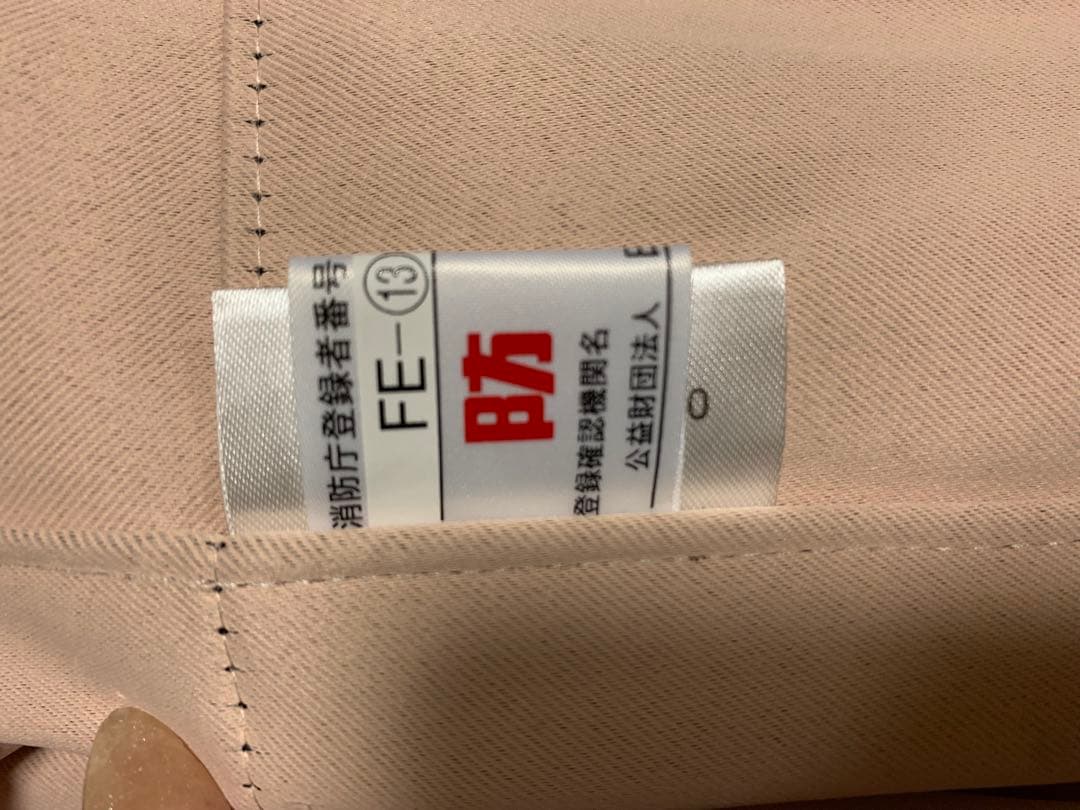 消防庁登録者番号
FE-⑬
防
登録確認機関名
公益財団法人
0